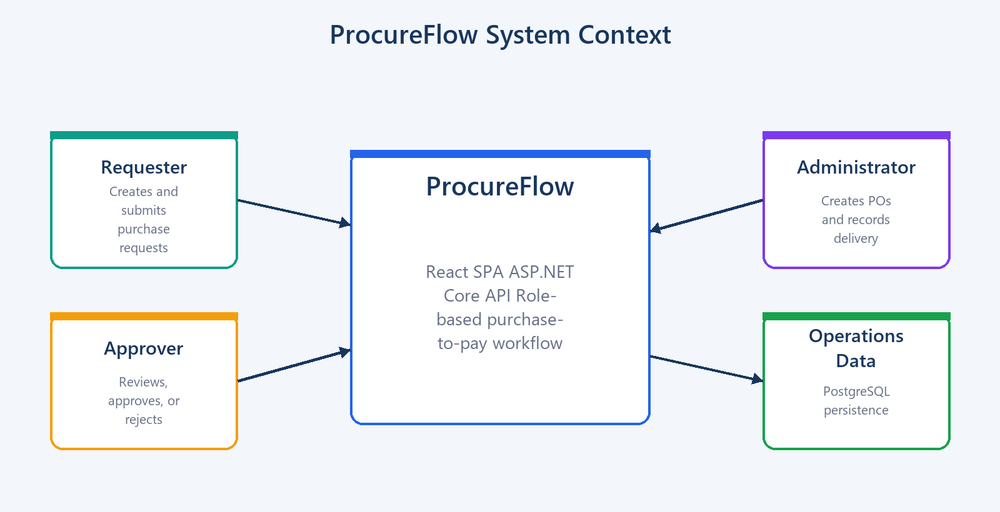 ProcureFlow System Context
Requester
Creates and
submits
purchase
requests
Approver
Reviews,
approves, or
rejects
ProcureFlow
React SPA ASP.NET
Core API Role-
based purchase-
to-pay workflow
Administrator
Creates POs
and records
delivery
Operations
Data
PostgreSQL
persistence